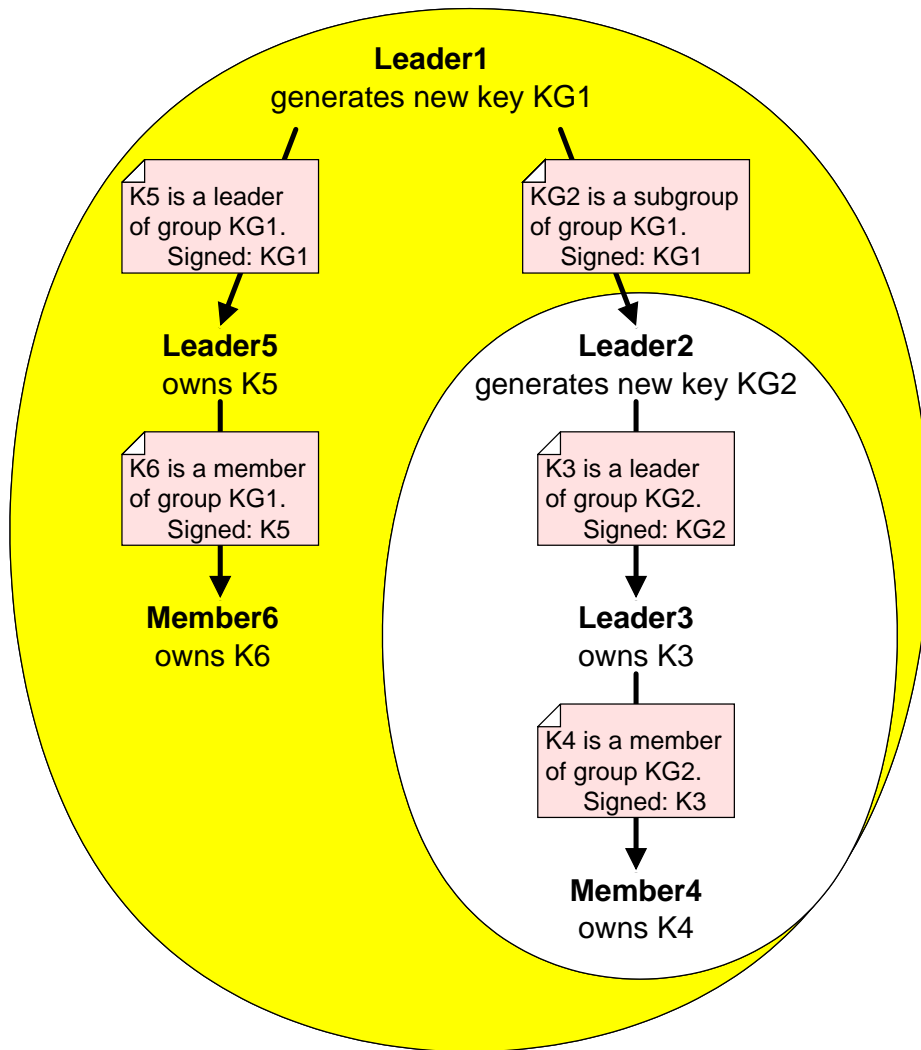 Leader1
generates new key KG1
K5 is a leader
of group KG1.
Signed: KG1
KG2 is a subgroup
of group KG1.
Signed: KG1
Leader5
owns K5
Leader2
generates new key KG2
K6 is a member
of group KG1.
Signed: K5
K3 is a leader
of group KG2.
Signed: KG2
Member6
owns K6
Leader3
owns K3
K4 is a member
of group KG2.
Signed: K3
Member4
owns K4